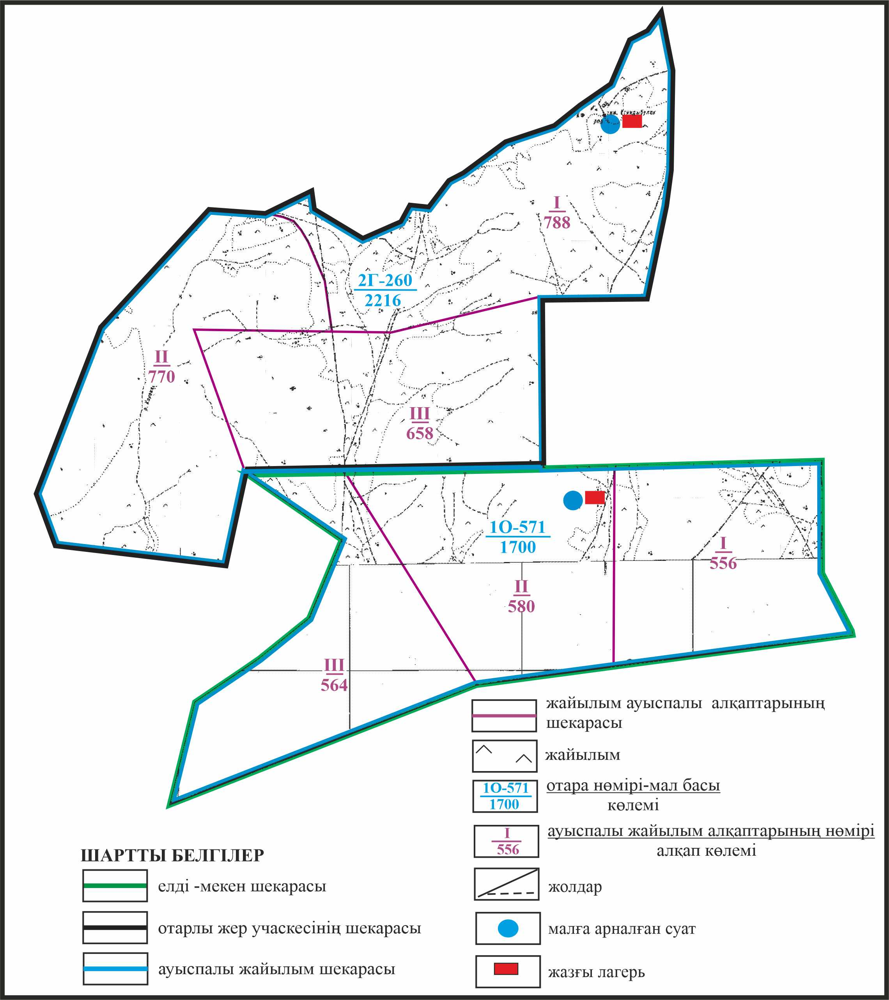 I
788
2Г-260
2216
II
770
III
658
1О-571
1700
I
556
II
580
III
564
жайылым ауыспалы алқаптарының
шекарасы
жайылым
1О-571
1700
отара нөмірі-мал басы
көлемі
I
556
ауыспалы жайылым алқаптарының нөмірі
алқап көлемі
жолдар
малға арналған суат
жазғы лагерь
ШАРТТЫ БЕЛГІЛЕР
елді -мекен шекарасы
отарлы жер учаскесінің шекарасы
ауыспалы жайылым шекарасы